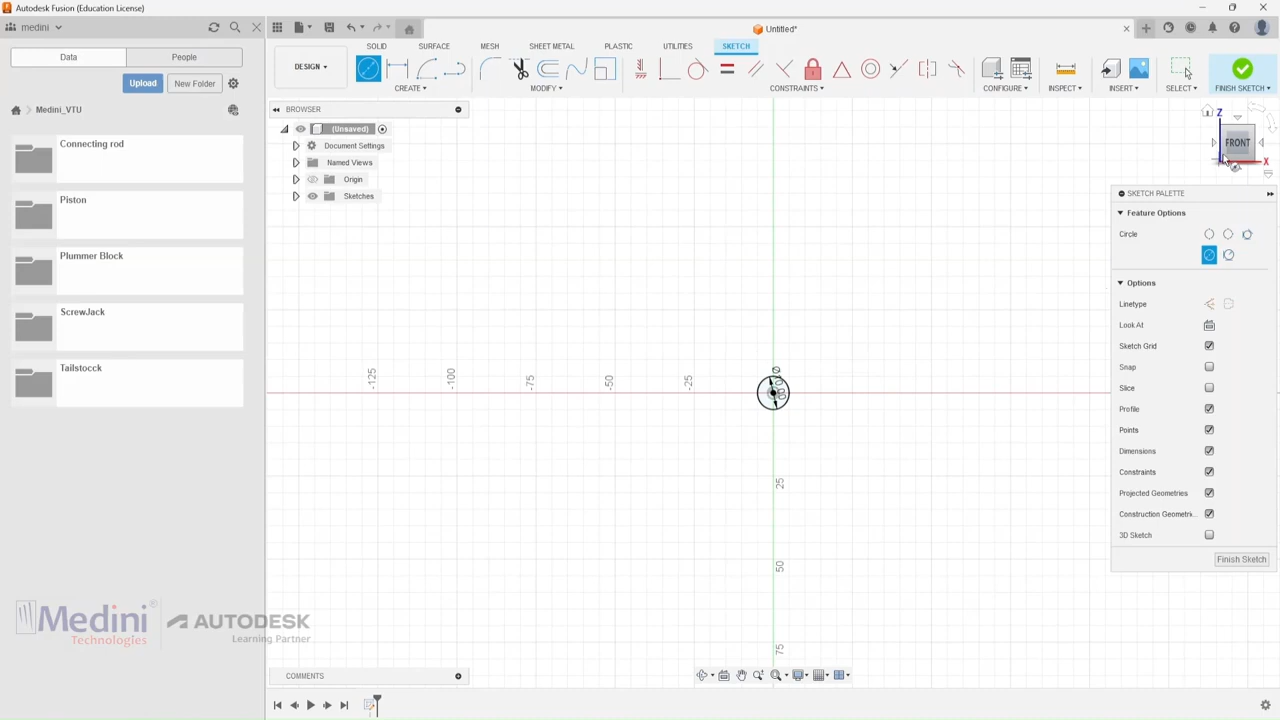 Autodesk Fusion (Education License)
medini
Untitled*
Data People
Upload New Folder
Medini_VTU
Connecting rod
Piston
Plummer Block
ScrewJack
Tailstocck
Medini®
Technologies
AUTODESK
Learning Partner
SOLID SURFACE MESH SHEET METAL PLASTIC UTILITIES SKETCH
DESIGN
CREATE MODIFY CONSTRAINTS CONFIGURE INSPECT INSERT SELECT FINISH SKETCH
BROWSER
(Unsaved)
Document Settings
Named Views
Origin
Sketches
Z
FRONT
X
-125 -100 -75 -50 -25
25
50
75
SKETCH PALETTE
Feature Options
Circle
Options
Linetype
Look At
Sketch Grid
Snap
Slice
Profile
Points
Dimensions
Constraints
Projected Geometries
Construction Geometri...
3D Sketch
Finish Sketch
COMMENTS